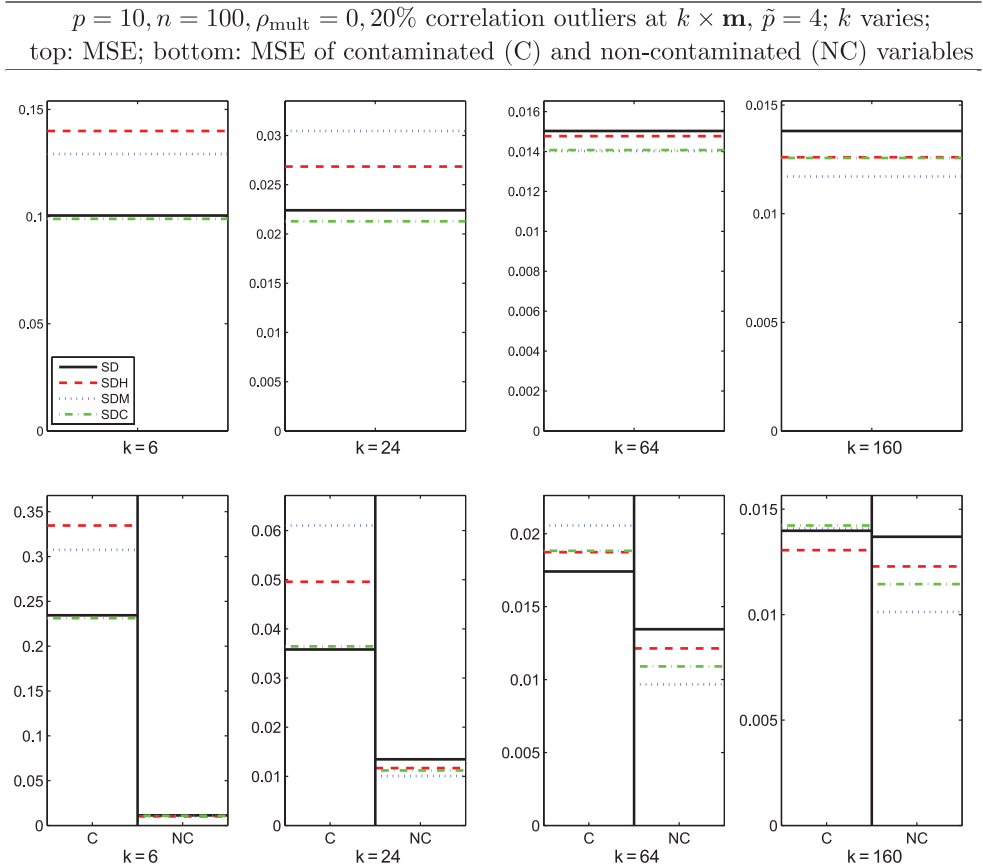 p = 10, n = 100, ρmult = 0, 20% correlation outliers at k × m, p̃ = 4; k varies;
top: MSE; bottom: MSE of contaminated (C) and non-contaminated (NC) variables
0.15
0.1
0.05
0
SD
SDH
SDM
SDC
k = 6
0.03
0.025
0.02
0.015
0.01
0.005
0
k = 24
0.016
0.014
0.012
0.01
0.008
0.006
0.004
0.002
0
k = 64
0.015
0.01
0.005
0
k = 160
0.35
0.3
0.25
0.2
0.15
0.1
0.05
0
C NC
k = 6
0.06
0.05
0.04
0.03
0.02
0.01
0
C NC
k = 24
0.02
0.015
0.01
0.005
0
C NC
k = 64
0.015
0.01
0.005
0
C NC
k = 160